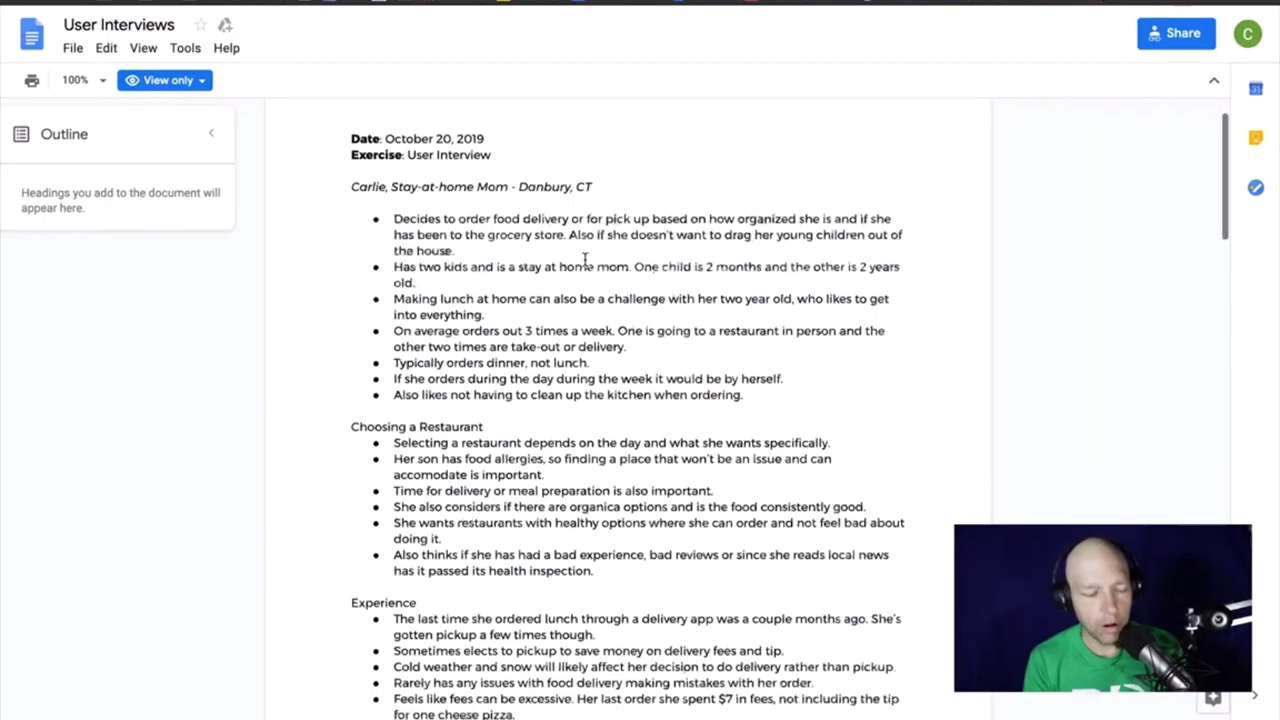 User Interviews
File Edit View Tools Help
Share
C
100%
View only
31
Outline
Headings you add to the document will
appear here.
Date: October 20, 2019
Exercise: User Interview
Carlie, Stay-at-home Mom - Danbury, CT
• Decides to order food delivery or for pick up based on how organized she is and if she
has been to the grocery store. Also if she doesn't want to drag her young children out of
the house.
• Has two kids and is a stay at home mom. One child is 2 months and the other is 2 years
old.
• Making lunch at home can also be a challenge with her two year old, who likes to get
into everything.
• On average orders out 3 times a week. One is going to a restaurant in person and the
other two times are take-out or delivery.
• Typically orders dinner, not lunch.
• If she orders during the day during the week it would be by herself.
• Also likes not having to clean up the kitchen when ordering.
Choosing a Restaurant
• Selecting a restaurant depends on the day and what she wants specifically.
• Her son has food allergies, so finding a place that won't be an issue and can
accomodate is important.
• Time for delivery or meal preparation is also important.
• She also considers if there are organica options and is the food consistently good.
• She wants restaurants with healthy options where she can order and not feel bad about
doing it.
• Also thinks if she has had a bad experience, bad reviews or since she reads local news
has it passed its health inspection.
Experience
• The last time she ordered lunch through a delivery app was a couple months ago. She's
gotten pickup a few times though.
• Sometimes elects to pickup to save money on delivery fees and tip.
• Cold weather and snow will likely affect her decision to do delivery rather than pickup.
• Rarely has any issues with food delivery making mistakes with her order.
• Feels like fees can be excessive. Her last order she spent $7 in fees, not including the tip
for one cheese pizza.